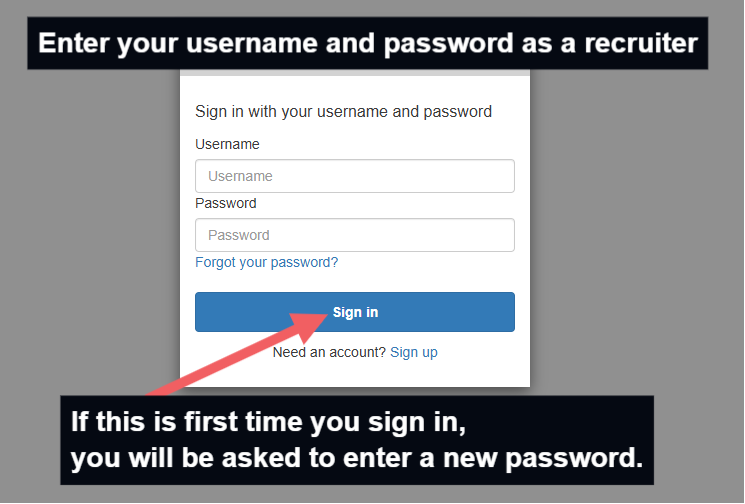 Enter your username and password as a recruiter
Sign in with your username and password
Username
Username
Password
Password
Forgot your password?
Sign in
Need an account? Sign up
If this is first time you sign in,
you will be asked to enter a new password.